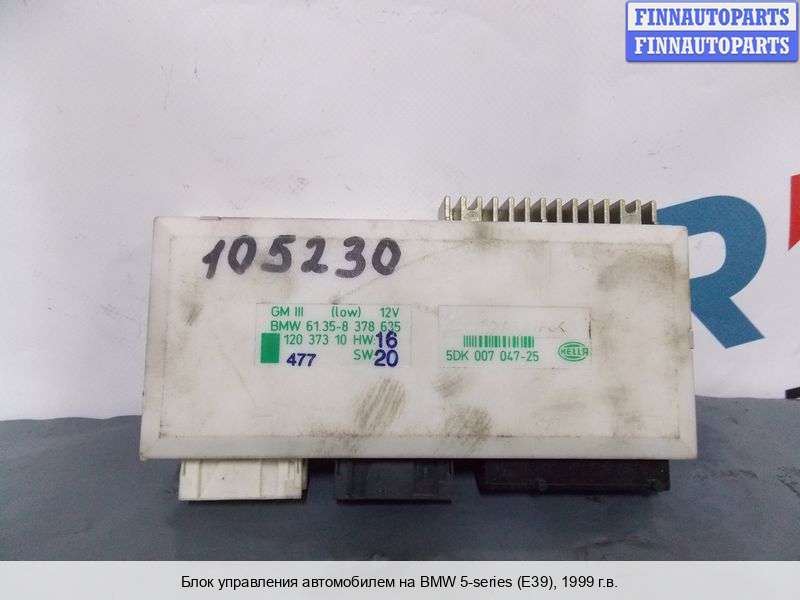 FINNAUTOPARTS
FINNAUTOPARTS
R
105230
GM III (low) 12V
BMW 61.35-8 378 635
120 373 10 HW: 16
477 SW: 20
5DK 007 047-25
HELLA
Блок управления автомобилем на BMW 5-series (E39), 1999 г.в.